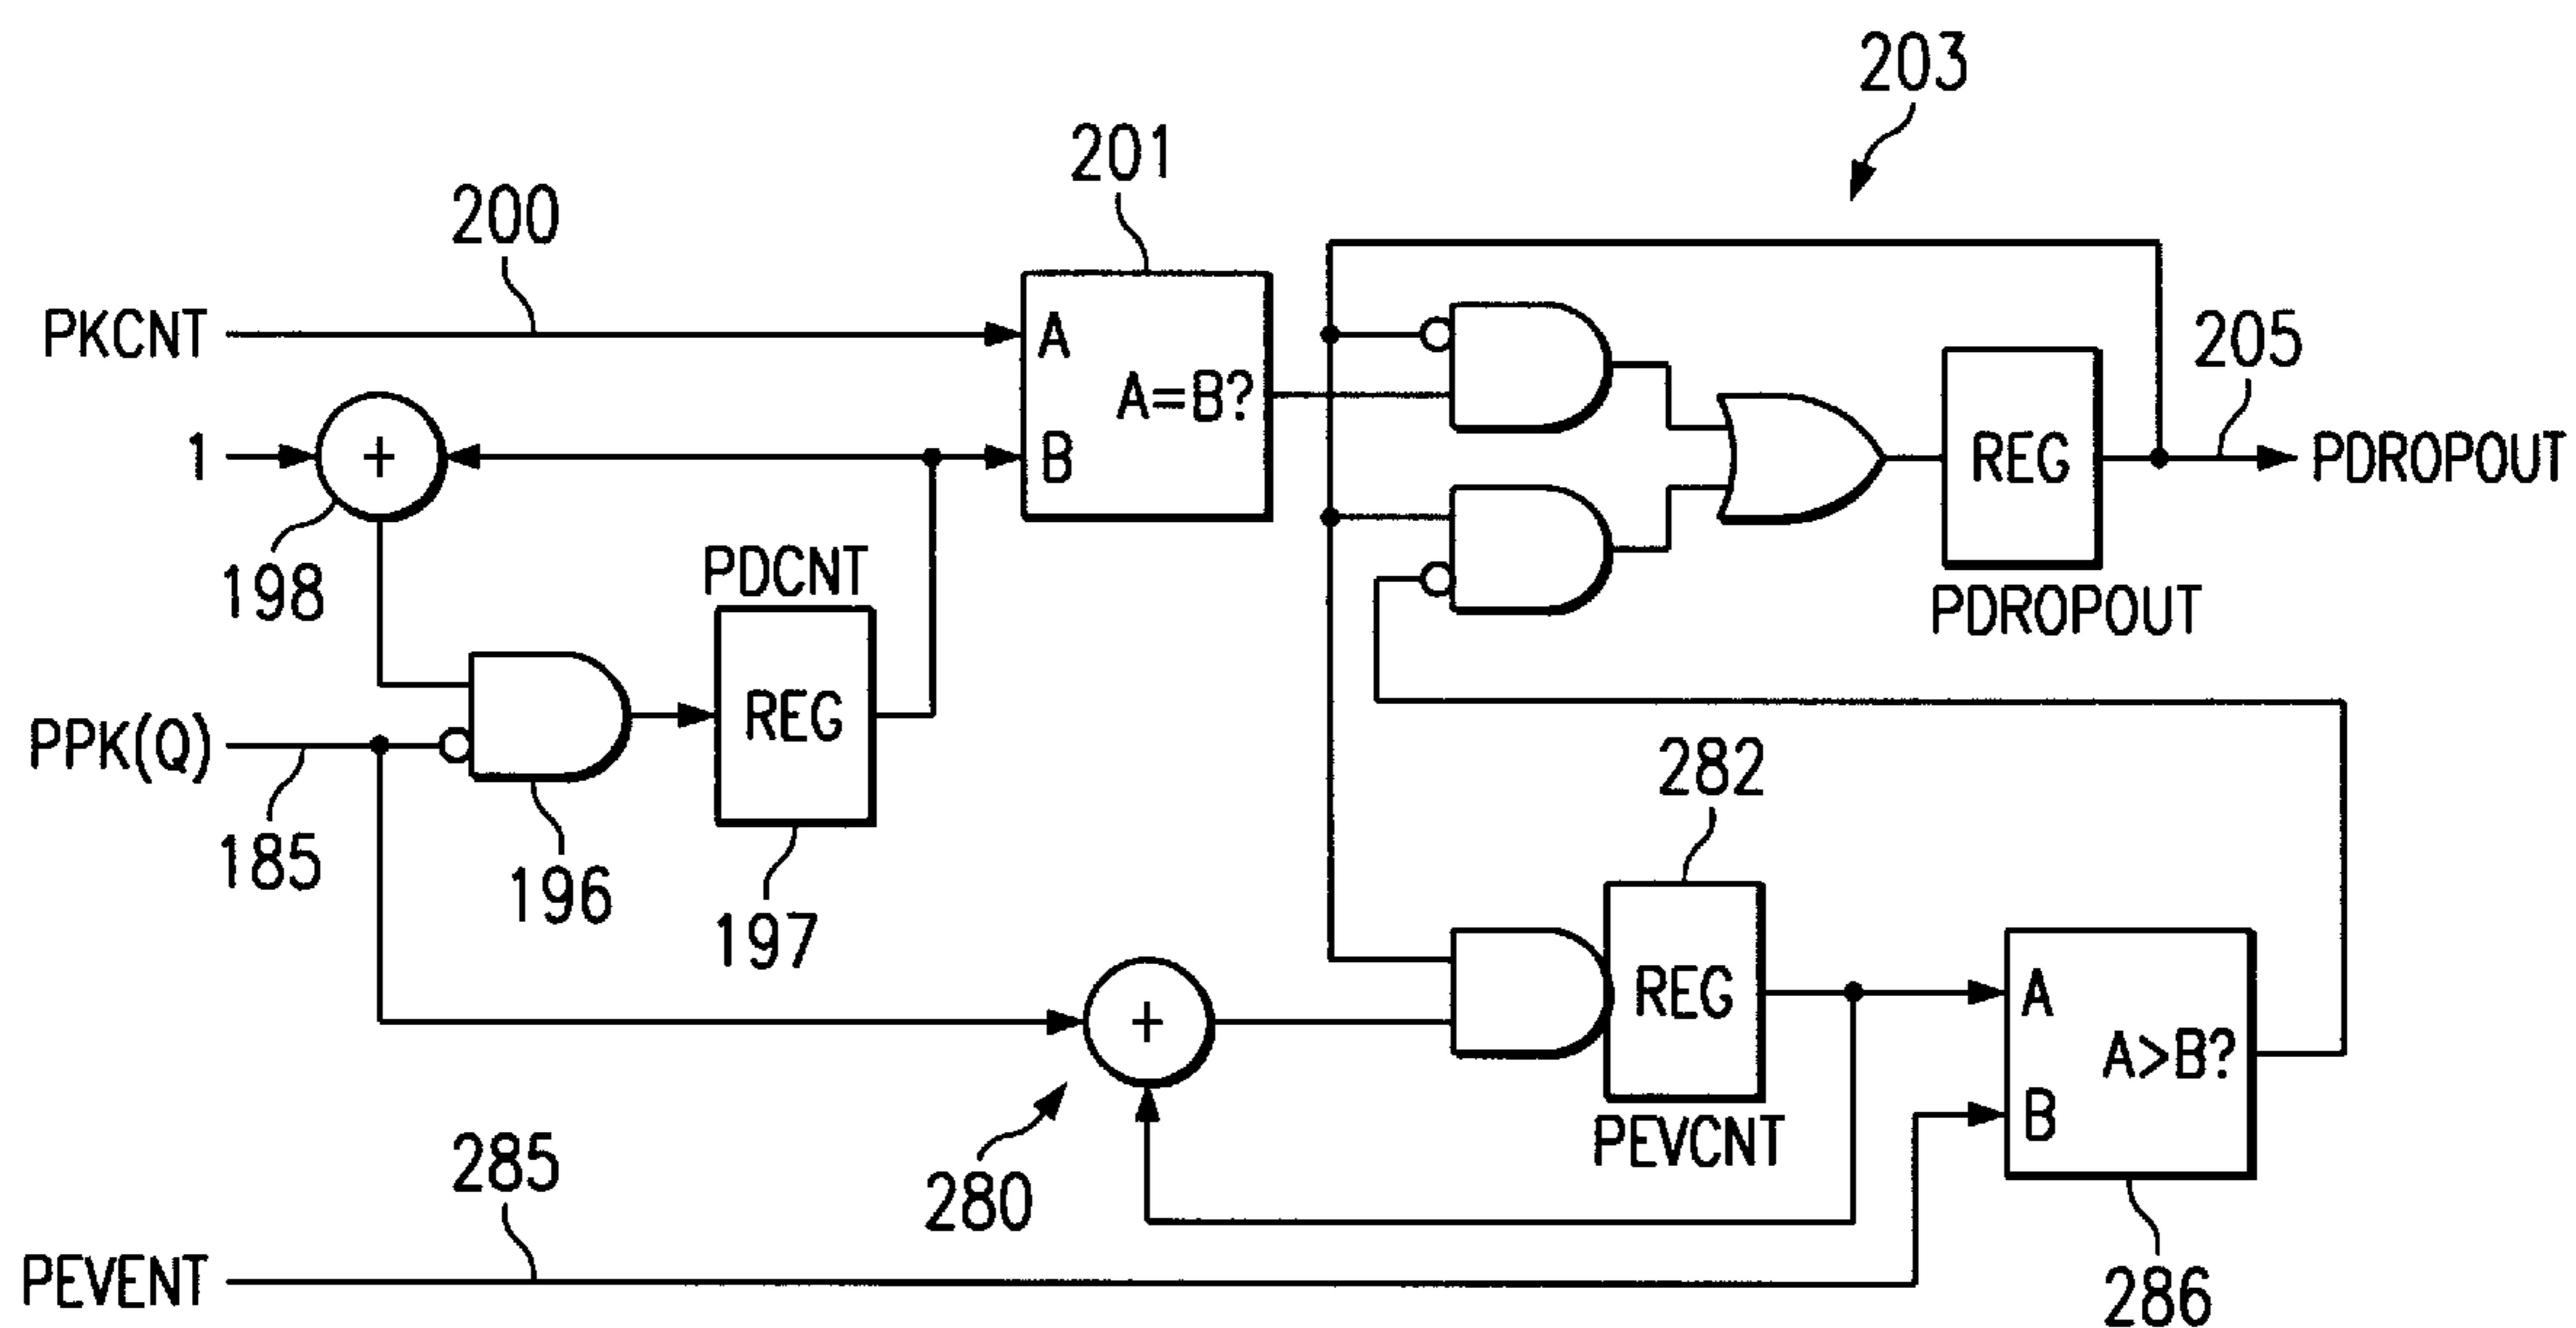 203
201
200
PKCNT
A
A=B?
205
1
+
B
REG
PDROPOUT
198
PDCNT
PDROPOUT
PPK(Q)
REG
282
185
196
197
REG
A
+
A>B?
B
PEVCNT
280
285
PEVENT
286